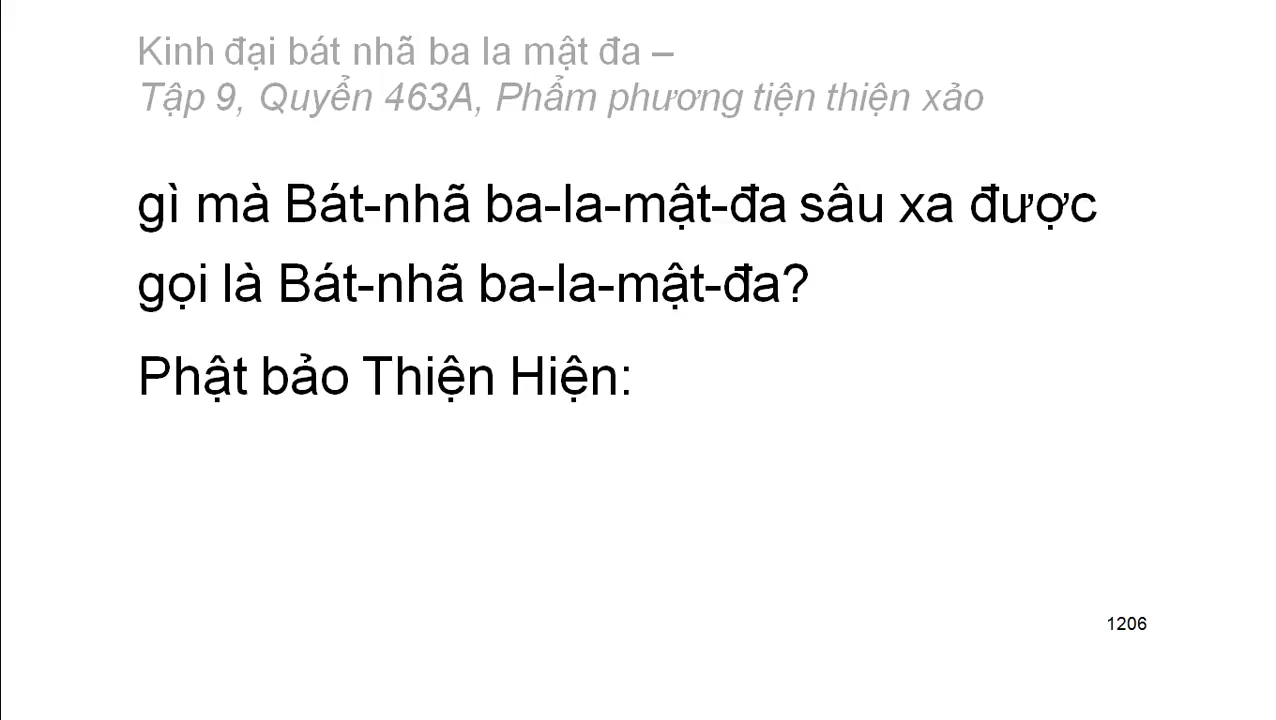 Kinh đại bát nhã ba la mật đa –
Tập 9, Quyển 463A, Phẩm phương tiện thiện xảo
gì mà Bát-nhã ba-la-mật-đa sâu xa được
gọi là Bát-nhã ba-la-mật-đa?
Phật bảo Thiện Hiện:
1206